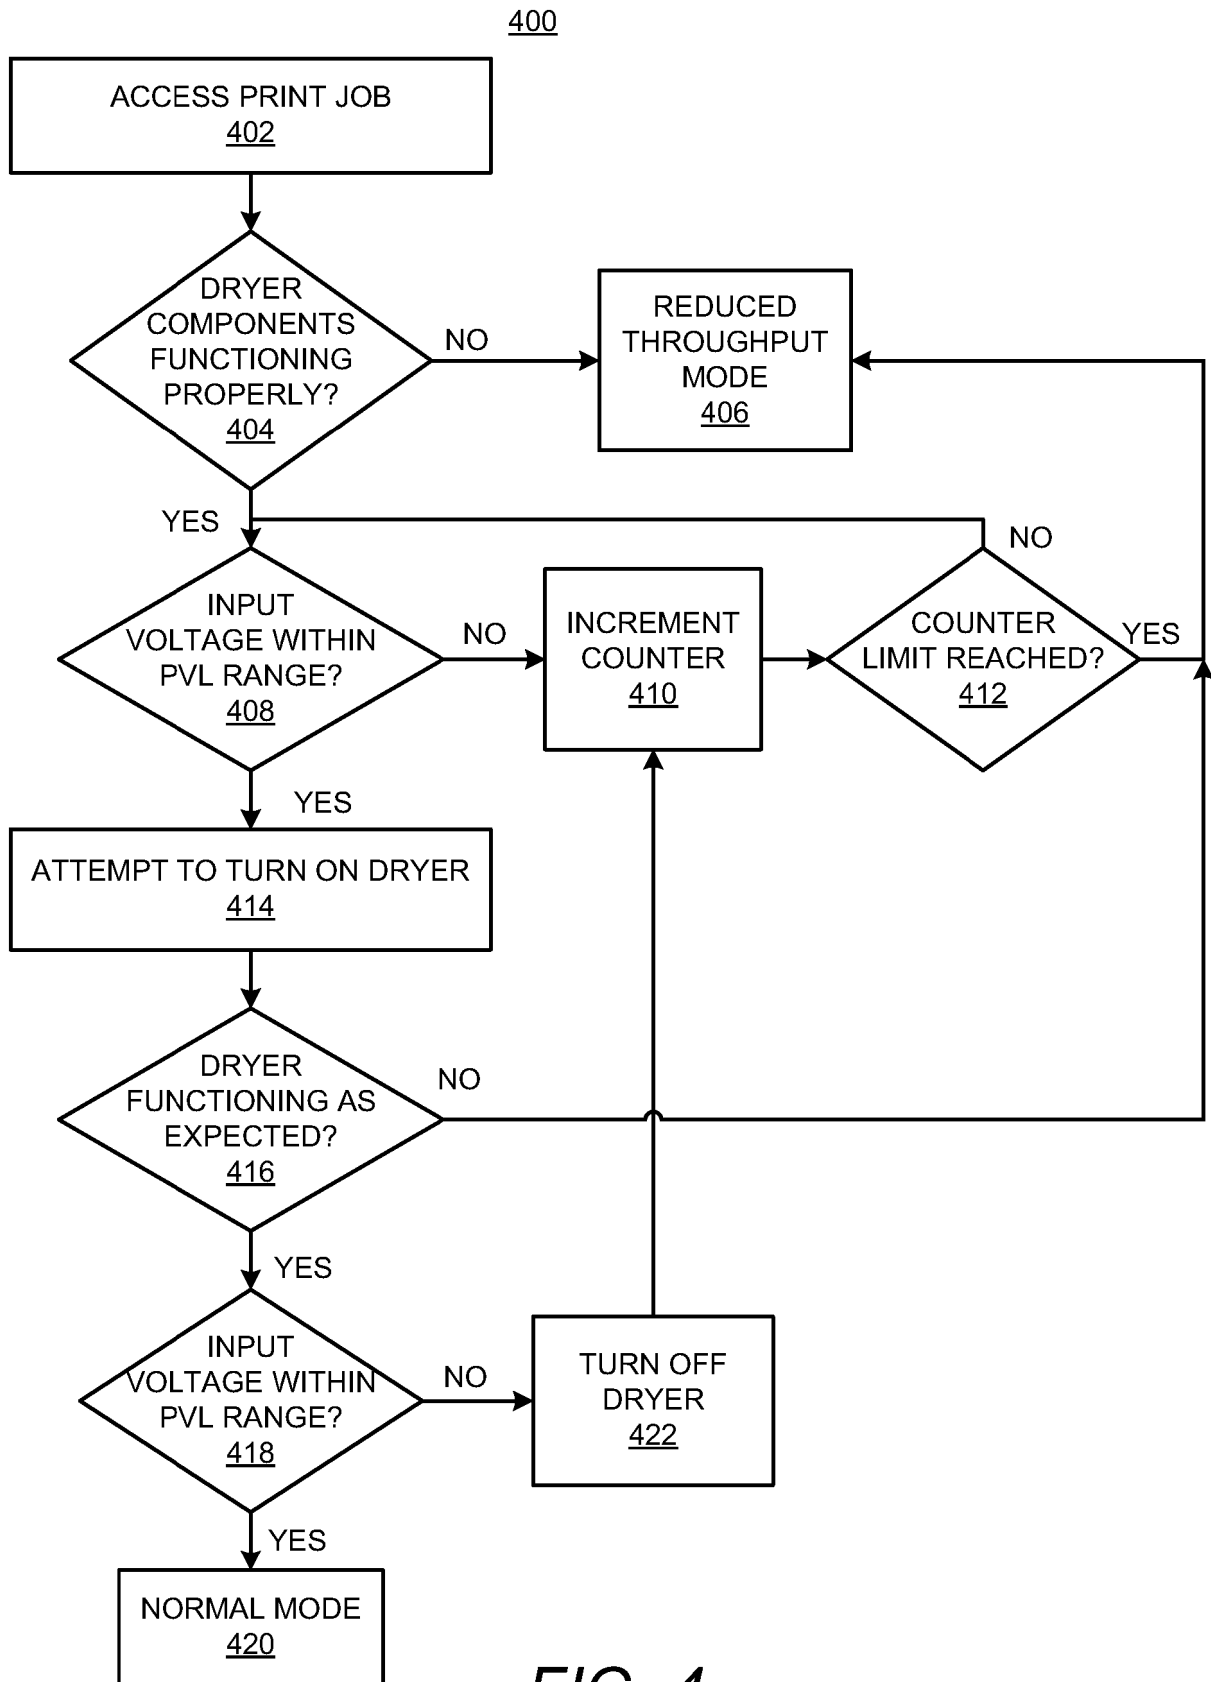 400
ACCESS PRINT JOB
402
DRYER
COMPONENTS
FUNCTIONING
PROPERLY?
404
NO
REDUCED
THROUGHPUT
MODE
406
YES
INPUT
VOLTAGE WITHIN
PVL RANGE?
408
NO
INCREMENT
COUNTER
410
COUNTER
LIMIT REACHED?
412
NO
YES
YES
ATTEMPT TO TURN ON DRYER
414
DRYER
FUNCTIONING AS
EXPECTED?
416
NO
YES
INPUT
VOLTAGE WITHIN
PVL RANGE?
418
NO
TURN OFF
DRYER
422
YES
NORMAL MODE
420
FIG. 4